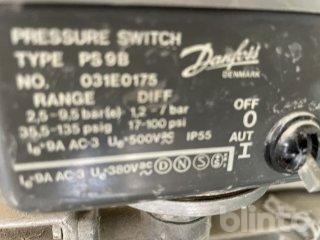 PRESSURE SWITCH
TYPE PS 9B
Danfoss
DENMARK
NO. 031E0175
RANGE DIFF
2,5-9,5 bar(e) 1,2-7 bar
35,5-135 psig 17-100 psi
Ie·9A AC-3 Ue·500V IP55
Ie·9A AC-3 Ue·380V D N S
OFF
O
AUT
I
blinto